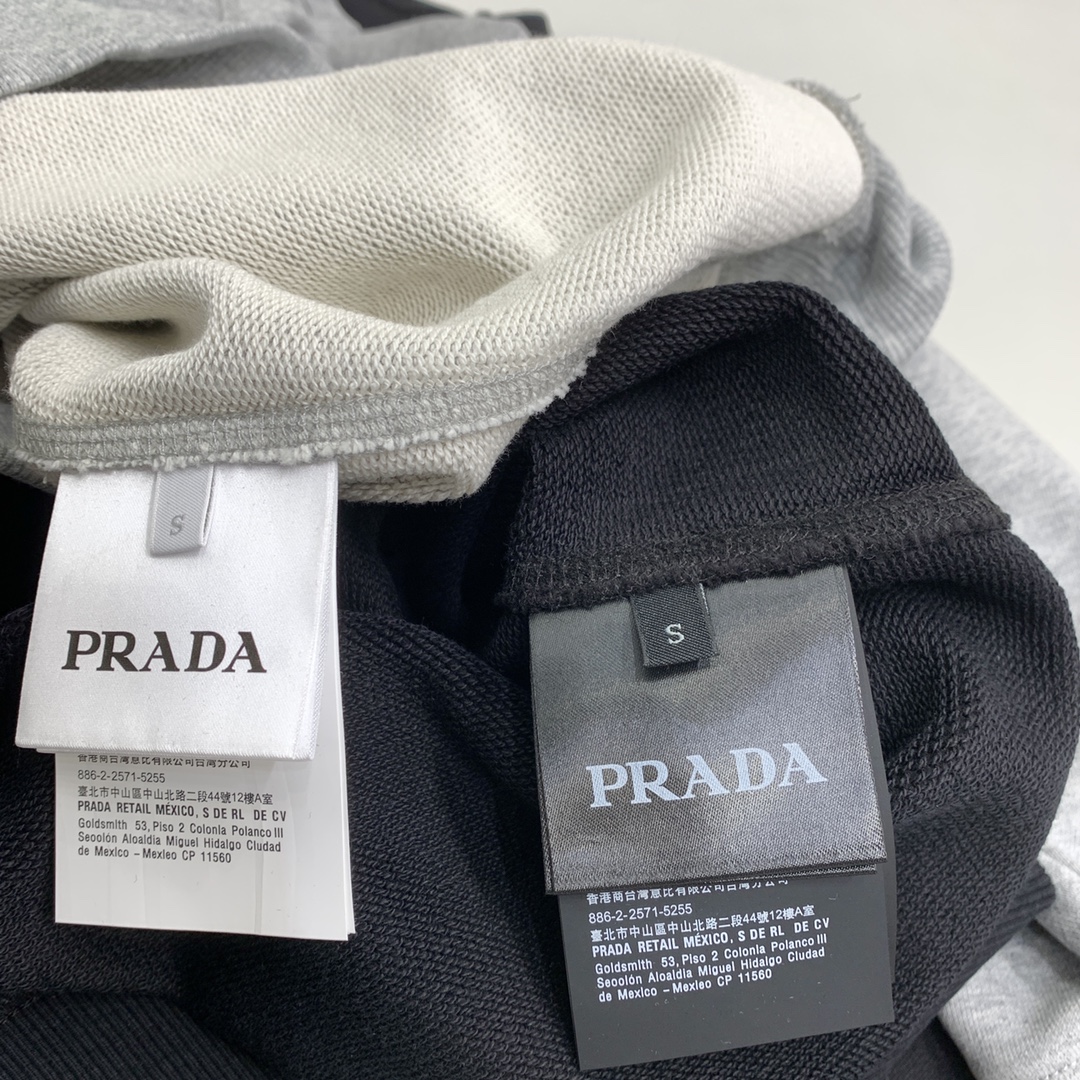 S
PRADA
香港商台灣意比有限公司台灣分公司
886-2-2571-5255
臺北市中山區中山北路二段44號12樓A室
PRADA RETAIL MÉXICO, S DE RL DE CV
Goldsmith 53, Piso 2 Colonla Polanco III
Seoolón Aloaldia Miguel Hidalgo Cludad
de Mexico – Mexleo CP 11560
S
PRADA
香港商台灣意比有限公司台灣分公司
886-2-2571-5255
臺北市中山區中山北路二段44號12樓A室
PRADA RETAIL MÉXICO, S DE RL DE CV
Goldsmith 53, Piso 2 Colonla Polanco III
Seoolón Aloaldia Miguel Hidalgo Cludad
de Mexico – Mexleo CP 11560